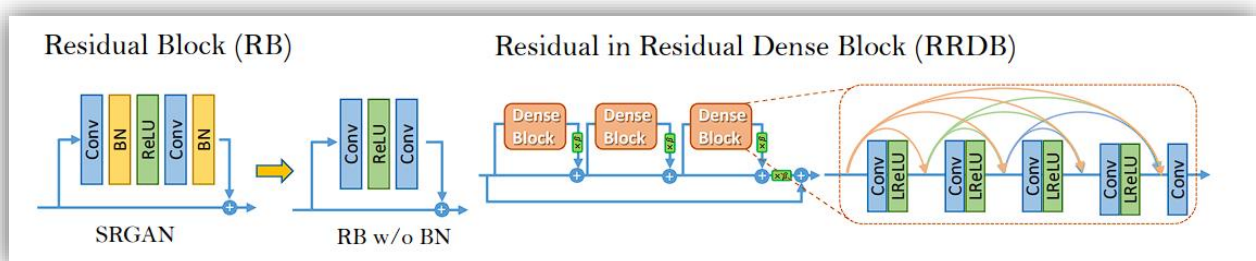 Residual Block (RB)
Residual in Residual Dense Block (RRDB)
Conv
BN
ReLU
Conv
BN
SRGAN
Conv
ReLU
Conv
RB w/o BN
Dense
Block
×β
+
Dense
Block
×β
+
Dense
Block
×β
+
×β
+
Conv
LReLU
Conv
LReLU
Conv
LReLU
Conv
LReLU
Conv